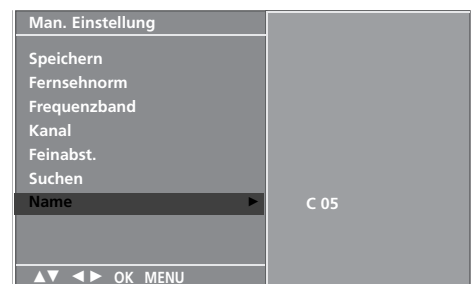 Man. Einstellung
Speichern
Fernsehnorm
Frequenzband
Kanal
Feinabst.
Suchen
Name ► C 05
▲▼ ◄► OK MENU